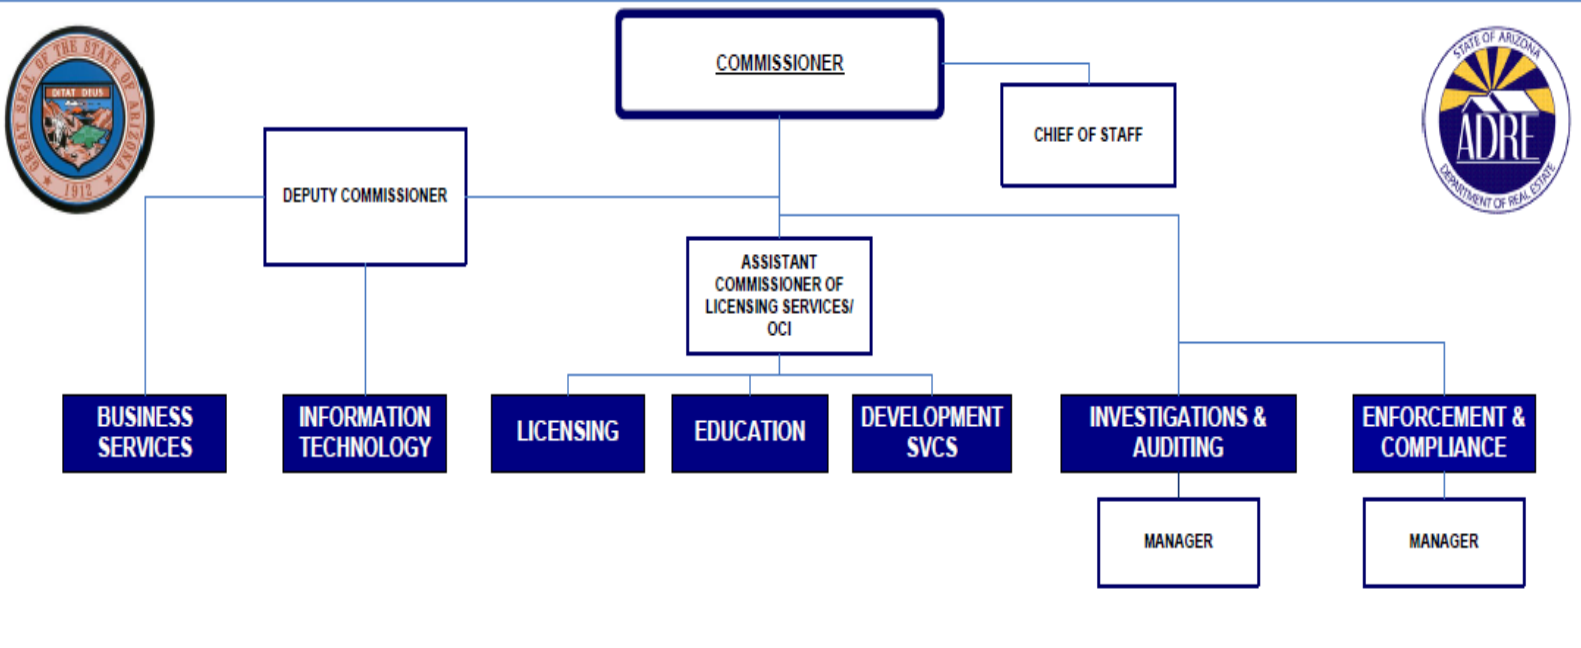 COMMISSIONER
CHIEF OF STAFF
DEPUTY COMMISSIONER
ASSISTANT
COMMISSIONER OF
LICENSING SERVICES/
OCI
BUSINESS
SERVICES
INFORMATION
TECHNOLOGY
LICENSING
EDUCATION
DEVELOPMENT
SVCS
INVESTIGATIONS &
AUDITING
ENFORCEMENT &
COMPLIANCE
MANAGER
MANAGER
GREAT SEAL OF THE STATE OF ARIZONA
DITAT DEUS
1912
STATE OF ARIZONA
ADRE
DEPARTMENT OF REAL ESTATE